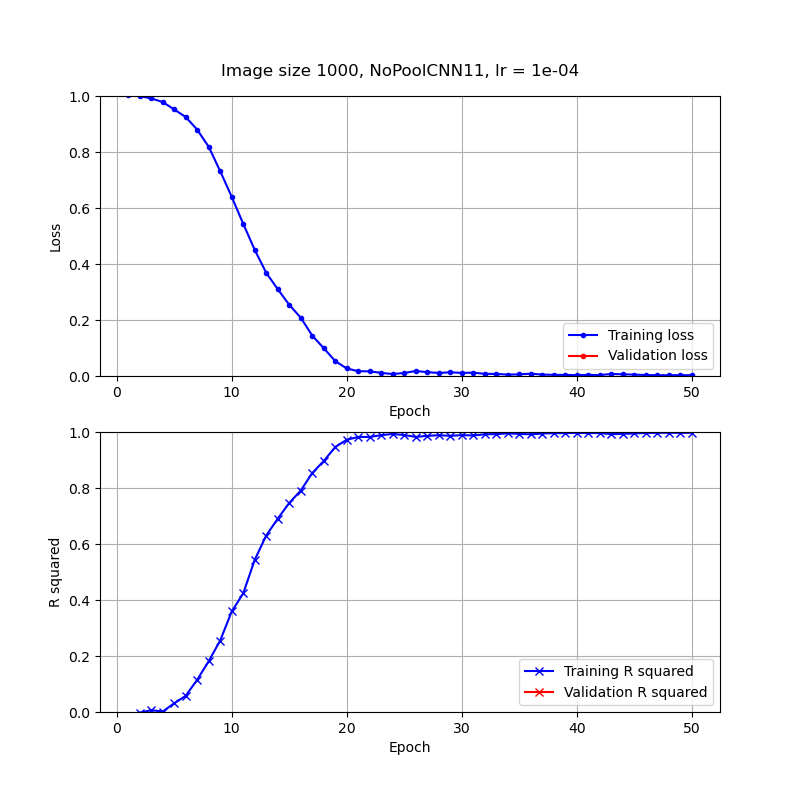 Image size 1000, NoPoolCNN11, lr = 1e-04
1.0
0.8
0.6
0.4
0.2
0.0
Loss
Training loss
Validation loss
0 10 20 30 40 50
Epoch
1.0
0.8
0.6
0.4
0.2
0.0
R squared
Training R squared
Validation R squared
0 10 20 30 40 50
Epoch